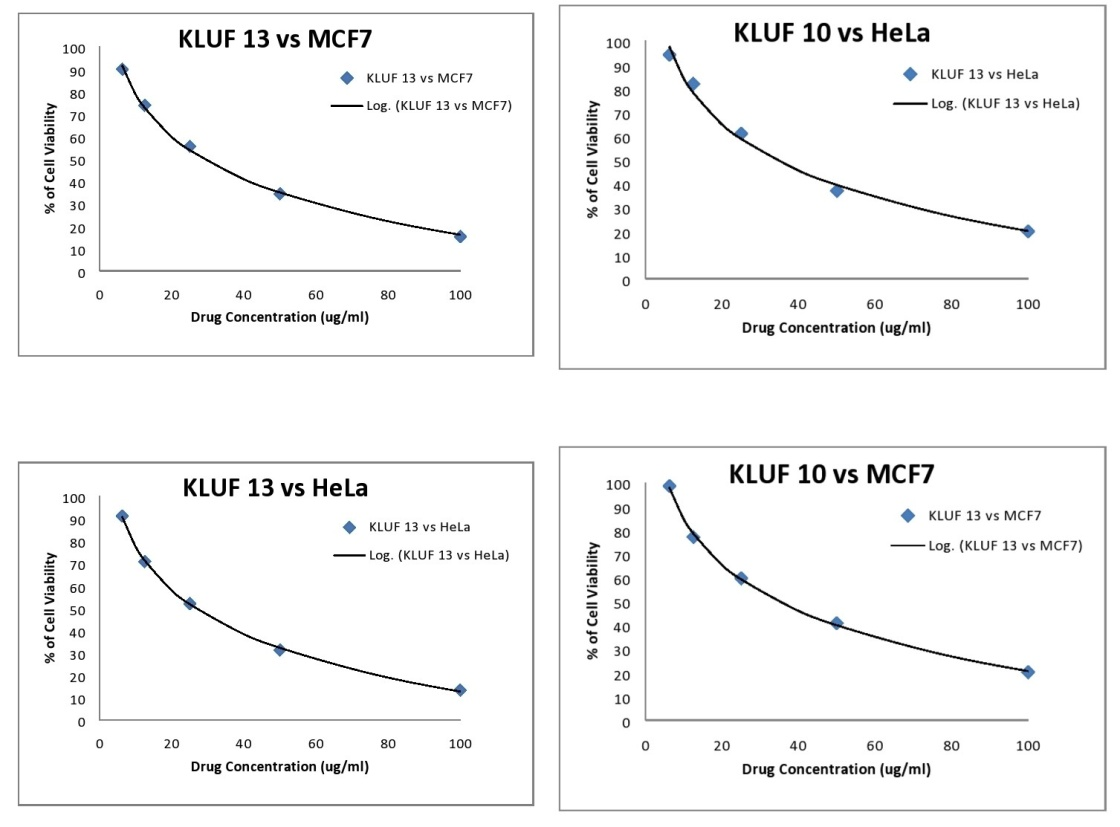 KLUF 13 vs MCF7
100
90
80
70
60
50
40
30
20
10
0
% of Cell Viability
KLUF 13 vs MCF7
Log. (KLUF 13 vs MCF7)
0 20 40 60 80 100
Drug Concentration (ug/ml)
KLUF 10 vs HeLa
100
90
80
70
60
50
40
30
20
10
0
% of Cell Viability
KLUF 13 vs HeLa
Log. (KLUF 13 vs HeLa)
0 20 40 60 80 100
Drug Concentration (ug/ml)
KLUF 13 vs HeLa
100
90
80
70
60
50
40
30
20
10
0
% of Cell Viability
KLUF 13 vs HeLa
Log. (KLUF 13 vs HeLa)
0 20 40 60 80 100
Drug Concentration (ug/ml)
KLUF 10 vs MCF7
100
90
80
70
60
50
40
30
20
10
0
% of Cell Viability
KLUF 13 vs MCF7
Log. (KLUF 13 vs MCF7)
0 20 40 60 80 100
Drug Concentration (ug/ml)